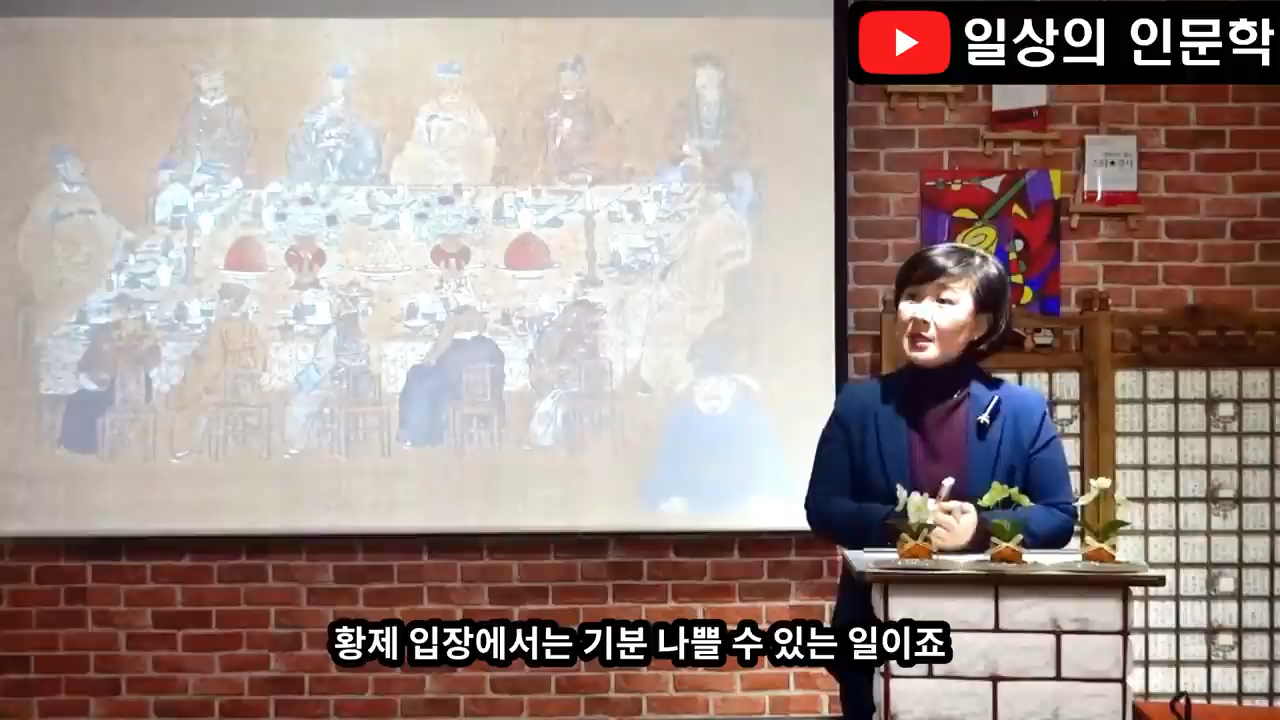 일상의 인문학
황제 입장에서는 기분 나쁠 수 있는 일이죠